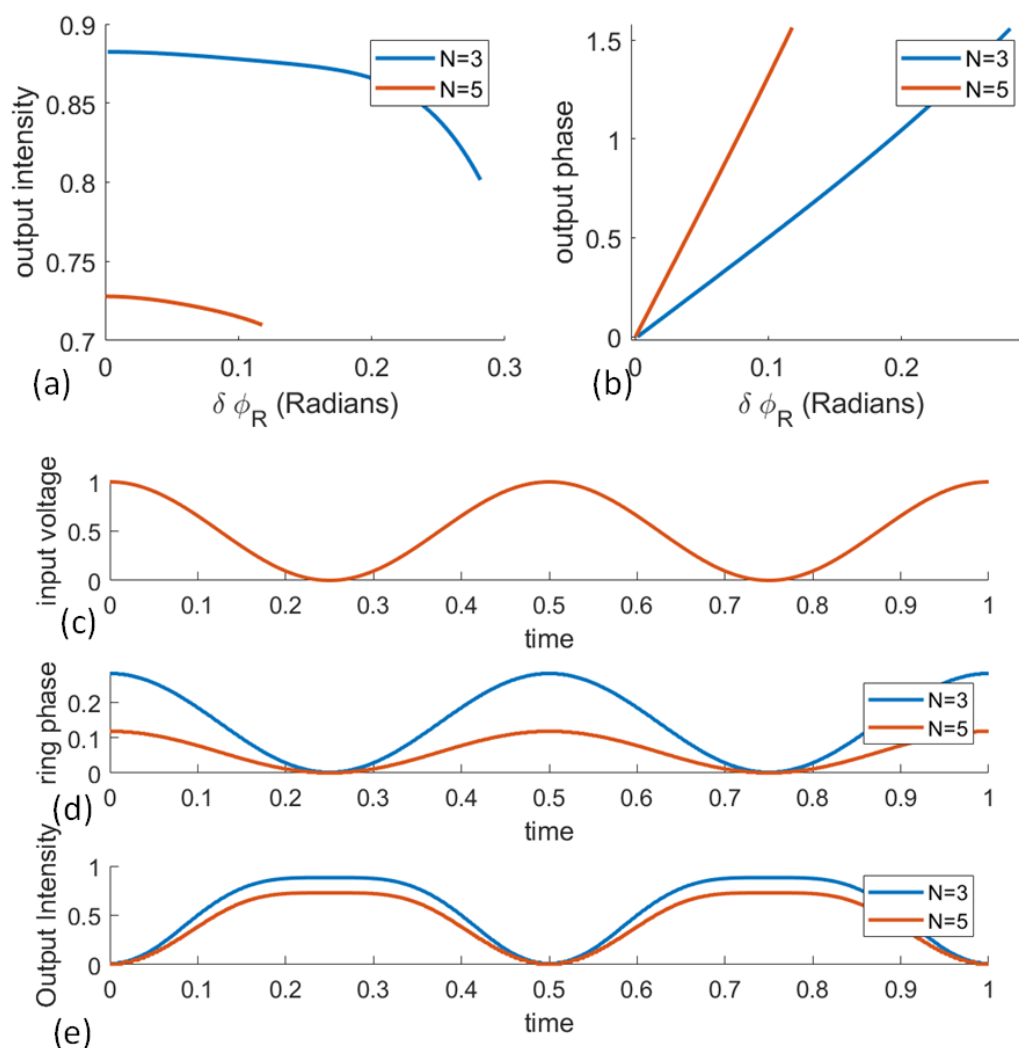 0.9
0.85
0.8
0.75
0.7
output intensity
N=3
N=5
0 0.1 0.2 0.3
δ ϕR (Radians)
(a)
1.5
1
0.5
0
output phase
N=3
N=5
0 0.1 0.2
δ ϕR (Radians)
(b)
1
0.5
0
input voltage
0 0.1 0.2 0.3 0.4 0.5 0.6 0.7 0.8 0.9 1
time
(c)
0.2
0.1
0
ring phase
N=3
N=5
0 0.1 0.2 0.3 0.4 0.5 0.6 0.7 0.8 0.9 1
time
(d)
1
0.5
0
Output Intensity
N=3
N=5
0 0.1 0.2 0.3 0.4 0.5 0.6 0.7 0.8 0.9 1
time
(e)